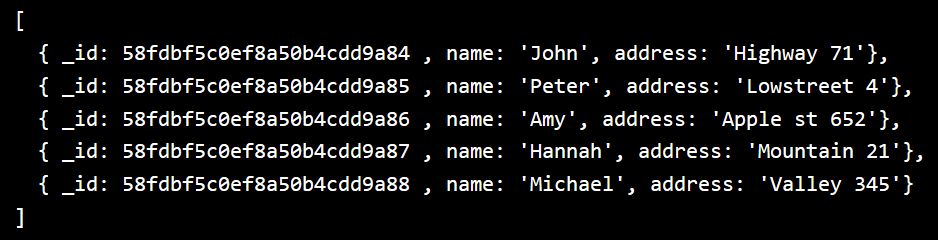 [
  { _id: 58fdbf5c0ef8a50b4cdd9a84 , name: 'John', address: 'Highway 71'},
  { _id: 58fdbf5c0ef8a50b4cdd9a85 , name: 'Peter', address: 'Lowstreet 4'},
  { _id: 58fdbf5c0ef8a50b4cdd9a86 , name: 'Amy', address: 'Apple st 652'},
  { _id: 58fdbf5c0ef8a50b4cdd9a87 , name: 'Hannah', address: 'Mountain 21'},
  { _id: 58fdbf5c0ef8a50b4cdd9a88 , name: 'Michael', address: 'Valley 345'}
]